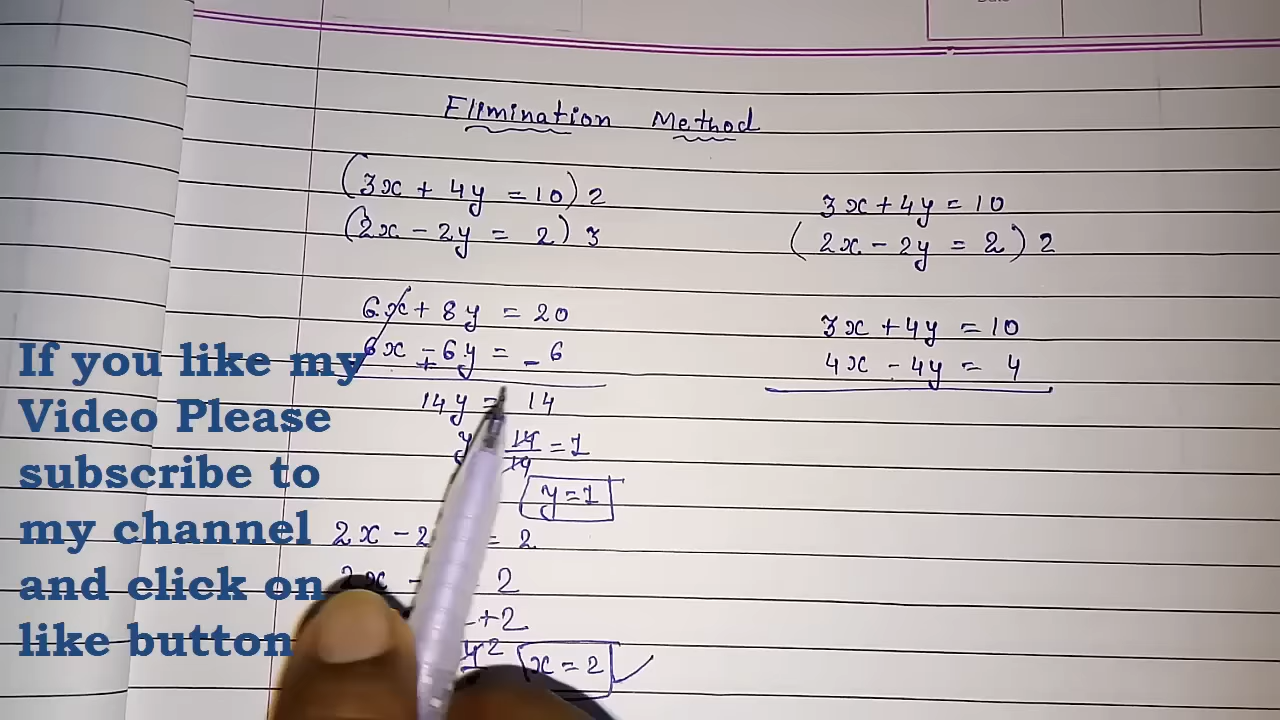 Elimination Method
(3x + 4y = 10) 2
(2x - 2y = 2) 3
6x + 8y = 20
6x - 6y = 6
+ -
14y = 14
y 14/14 = 1
y = 1
2x - 2 = 2
2x - 2
+2
x = 2
3x + 4y = 10
(2x - 2y = 2) 2
3x + 4y = 10
4x - 4y = 4
If you like my
Video Please
subscribe to
my channel
and click on
like button